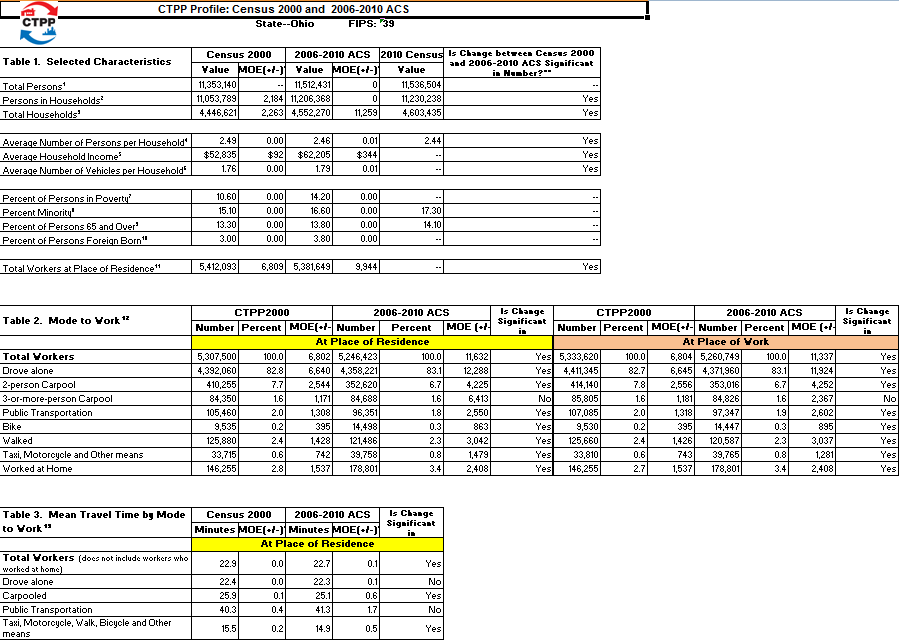 CTPP Profile: Census 2000 and 2006-2010 ACS
CTPP
State--Ohio FIPS: 39
Table 1. Selected Characteristics Census 2000 2006-2010 ACS 2010 Census Is Change between Census 2000 and 2006-2010 ACS Significant in Number?**
Value MOE(+/-) Value MOE(+/-) Value
Total Persons¹ 11,353,140 -- 11,512,431 0 11,536,504 --
Persons in Households² 11,053,789 2,184 11,206,368 0 11,230,238 Yes
Total Households³ 4,446,621 2,263 4,552,270 11,259 4,603,435 Yes
Average Number of Persons per Household⁴ 2.49 0.00 2.46 0.01 2.44 Yes
Average Household Income⁵ $52,835 $92 $62,205 $344 -- Yes
Average Number of Vehicles per Household⁶ 1.76 0.00 1.79 0.01 -- Yes
Percent of Persons in Poverty⁷ 10.60 0.00 14.20 0.00 -- --
Percent Minority⁸ 15.10 0.00 16.60 0.00 17.30 --
Percent of Persons 65 and Over⁹ 13.30 0.00 13.80 0.00 14.10 --
Percent of Persons Foreign Born¹⁰ 3.00 0.00 3.80 0.00 -- --
Total Workers at Place of Residence¹¹ 5,412,093 6,809 5,381,649 9,944 -- Yes
Table 2. Mode to Work ¹² CTPP2000 2006-2010 ACS Is Change Significant in CTPP2000 2006-2010 ACS Is Change Significant in
Number Percent MOE(+/- Number Percent MOE (+/- Number Percent MOE(+/- Number Percent MOE (+/-
At Place of Residence At Place of Work
Total Workers 5,307,500 100.0 6,802 5,246,423 100.0 11,632 Yes 5,333,620 100.0 6,804 5,260,749 100.0 11,337 Yes
Drove alone 4,392,060 82.8 6,640 4,358,221 83.1 12,288 Yes 4,411,345 82.7 6,645 4,371,960 83.1 11,924 Yes
2-person Carpool 410,255 7.7 2,544 352,620 6.7 4,225 Yes 414,140 7.8 2,556 353,016 6.7 4,252 Yes
3-or-more-person Carpool 84,350 1.6 1,171 84,688 1.6 6,413 No 85,805 1.6 1,181 84,826 1.6 2,367 No
Public Transportation 105,460 2.0 1,308 96,351 1.8 2,550 Yes 107,085 2.0 1,318 97,347 1.9 2,602 Yes
Bike 9,535 0.2 395 14,498 0.3 863 Yes 9,530 0.2 395 14,447 0.3 895 Yes
Walked 125,880 2.4 1,428 121,486 2.3 3,042 Yes 125,660 2.4 1,426 120,587 2.3 3,037 Yes
Taxi, Motorcycle and Other means 33,715 0.6 742 39,758 0.8 1,479 Yes 33,810 0.6 743 39,765 0.8 1,281 Yes
Worked at Home 146,255 2.8 1,537 178,801 3.4 2,408 Yes 146,255 2.7 1,537 178,801 3.4 2,408 Yes
Table 3. Mean Travel Time by Mode to Work ¹³ Census 2000 2006-2010 ACS Is Change Significant in
Minutes MOE(+/-) Minutes MOE(+/-)
At Place of Residence
Total Workers (does not include workers who worked at home) 22.9 0.0 22.7 0.1 Yes
Drove alone 22.4 0.0 22.3 0.1 No
Carpooled 25.9 0.1 25.1 0.6 Yes
Public Transportation 40.3 0.4 41.3 1.7 No
Taxi, Motorcycle, Walk, Bicycle and Other means 15.5 0.2 14.9 0.5 Yes